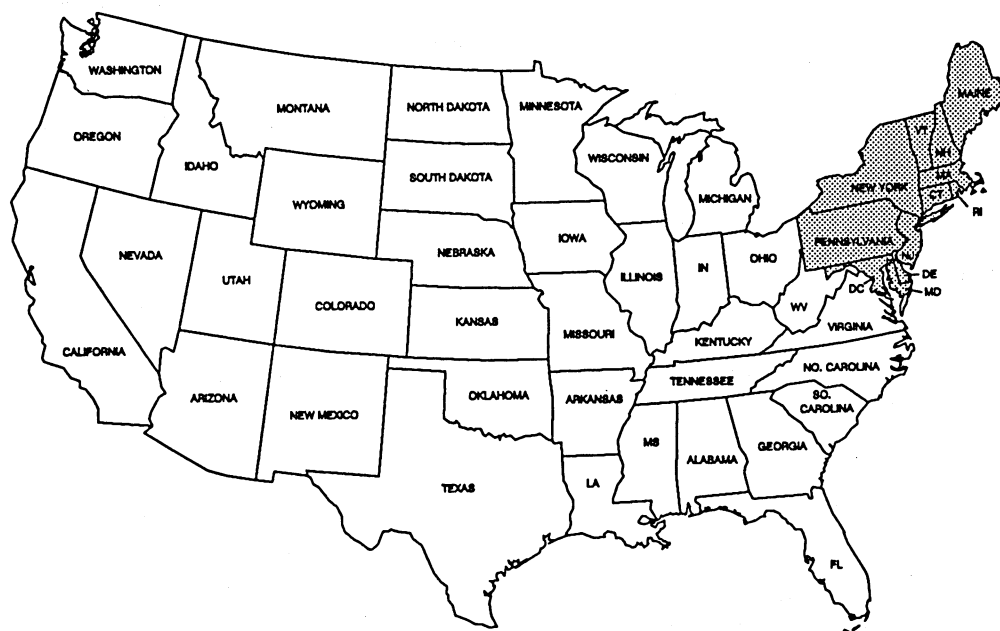 WASHINGTON
MONTANA
NORTH DAKOTA
MINNESOTA
MAINE
OREGON
IDAHO
WISCONSIN
VT
NH
SOUTH DAKOTA
MICHIGAN
NEW YORK
MA
CT
RI
WYOMING
NEVADA
NEBRASKA
IOWA
PENNSYLVANIA
NJ
UTAH
COLORADO
ILLINOIS
IN
OHIO
DE
DC
MD
KANSAS
MISSOURI
WV
VIRGINIA
KENTUCKY
CALIFORNIA
ARIZONA
NEW MEXICO
OKLAHOMA
ARKANSAS
TENNESSEE
NO. CAROLINA
SO.
CAROLINA
MS
ALABAMA
GEORGIA
TEXAS
LA
FL